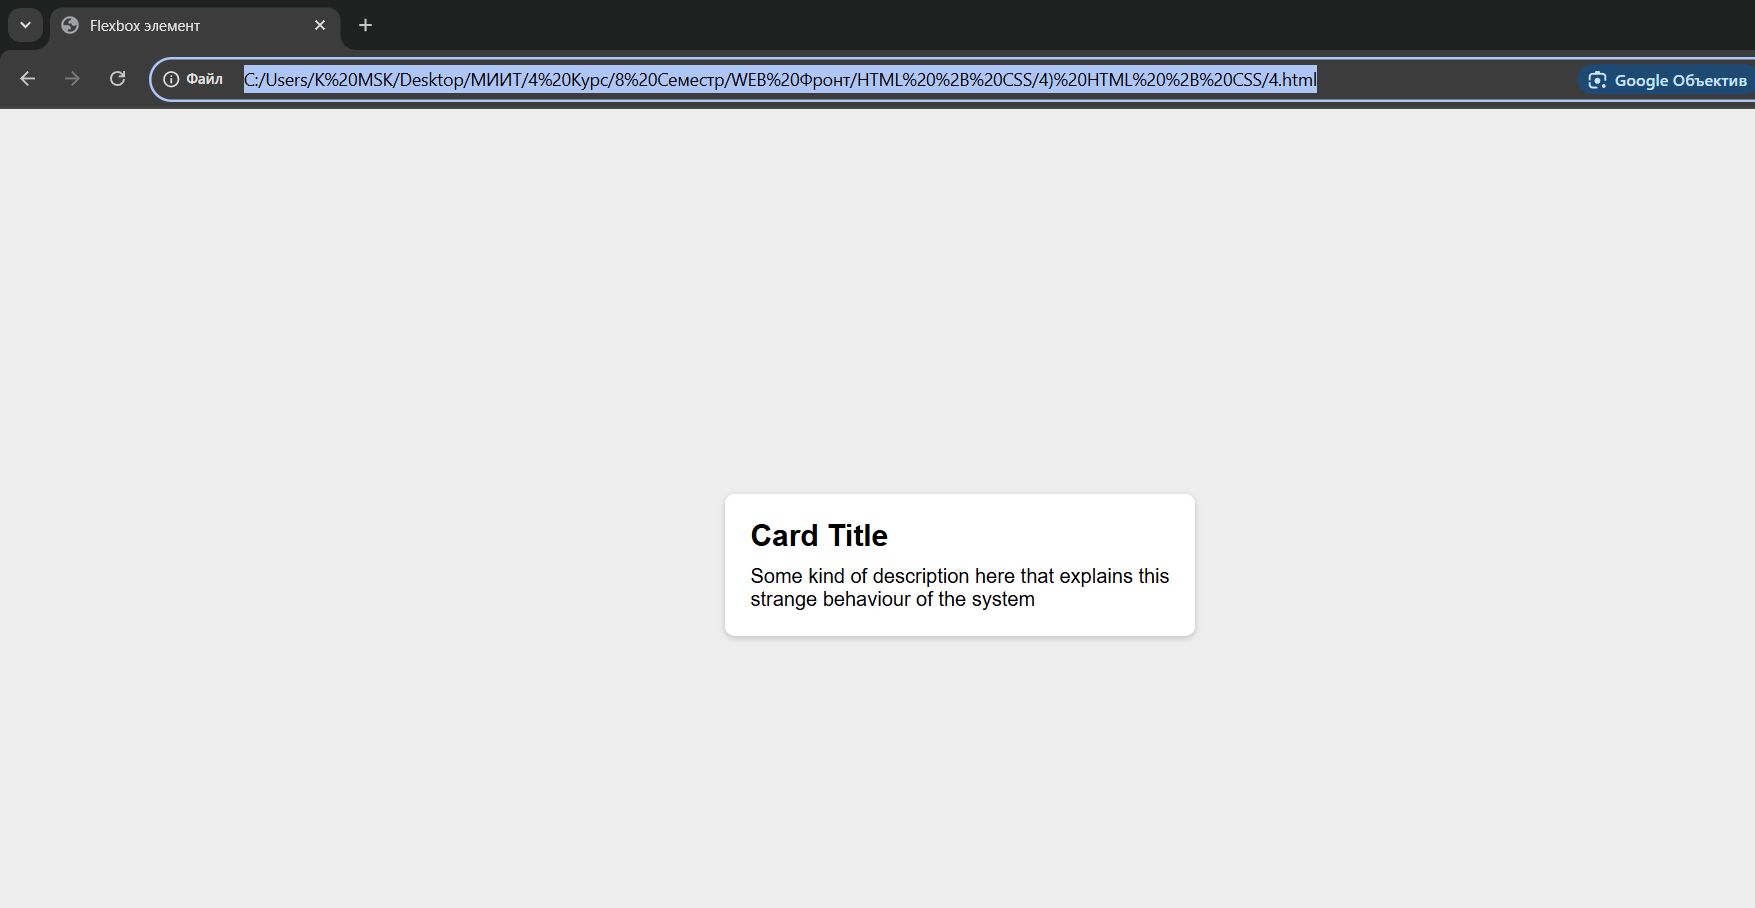 Flexbox элемент
Файл C:/Users/K%20MSK/Desktop/МИИТ/4%20Курс/8%20Семестр/WEB%20Фронт/HTML%20%2B%20CSS/4)%20HTML%20%2B%20CSS/4.html Google Объектив
Card Title
Some kind of description here that explains this
strange behaviour of the system